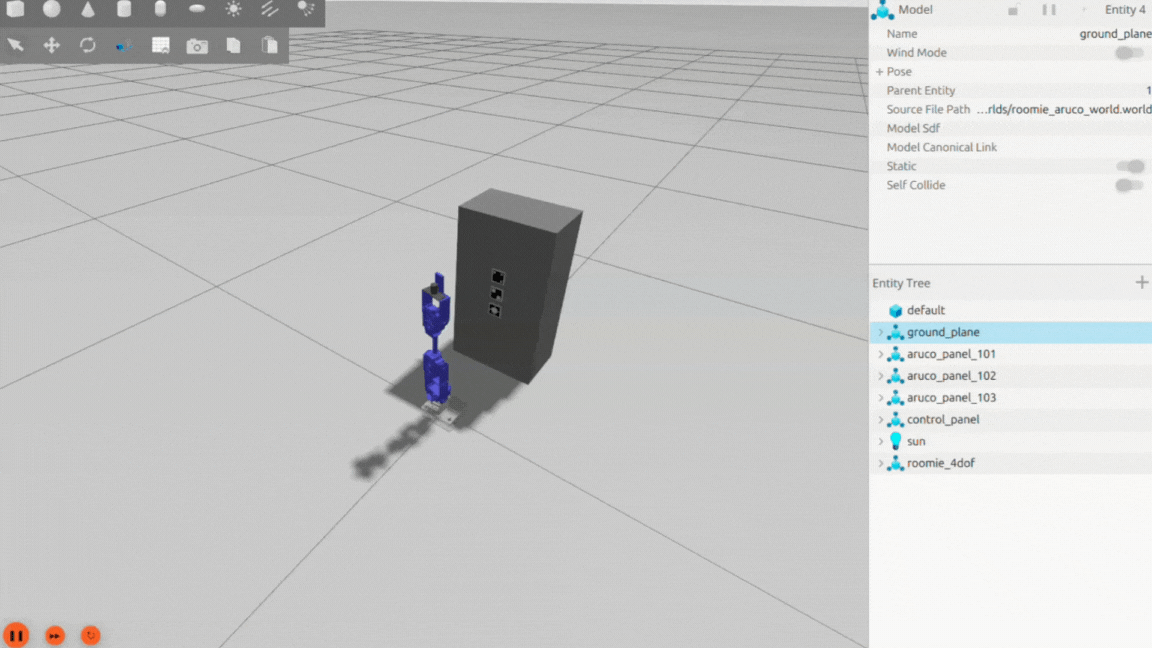 Model Entity 4
Name ground_plane
Wind Mode
+ Pose
Parent Entity 1
Source File Path ...rlds/roomie_aruco_world.world
Model Sdf
Model Canonical Link
Static
Self Collide
Entity Tree
default
ground_plane
aruco_panel_101
aruco_panel_102
aruco_panel_103
control_panel
sun
roomie_4dof